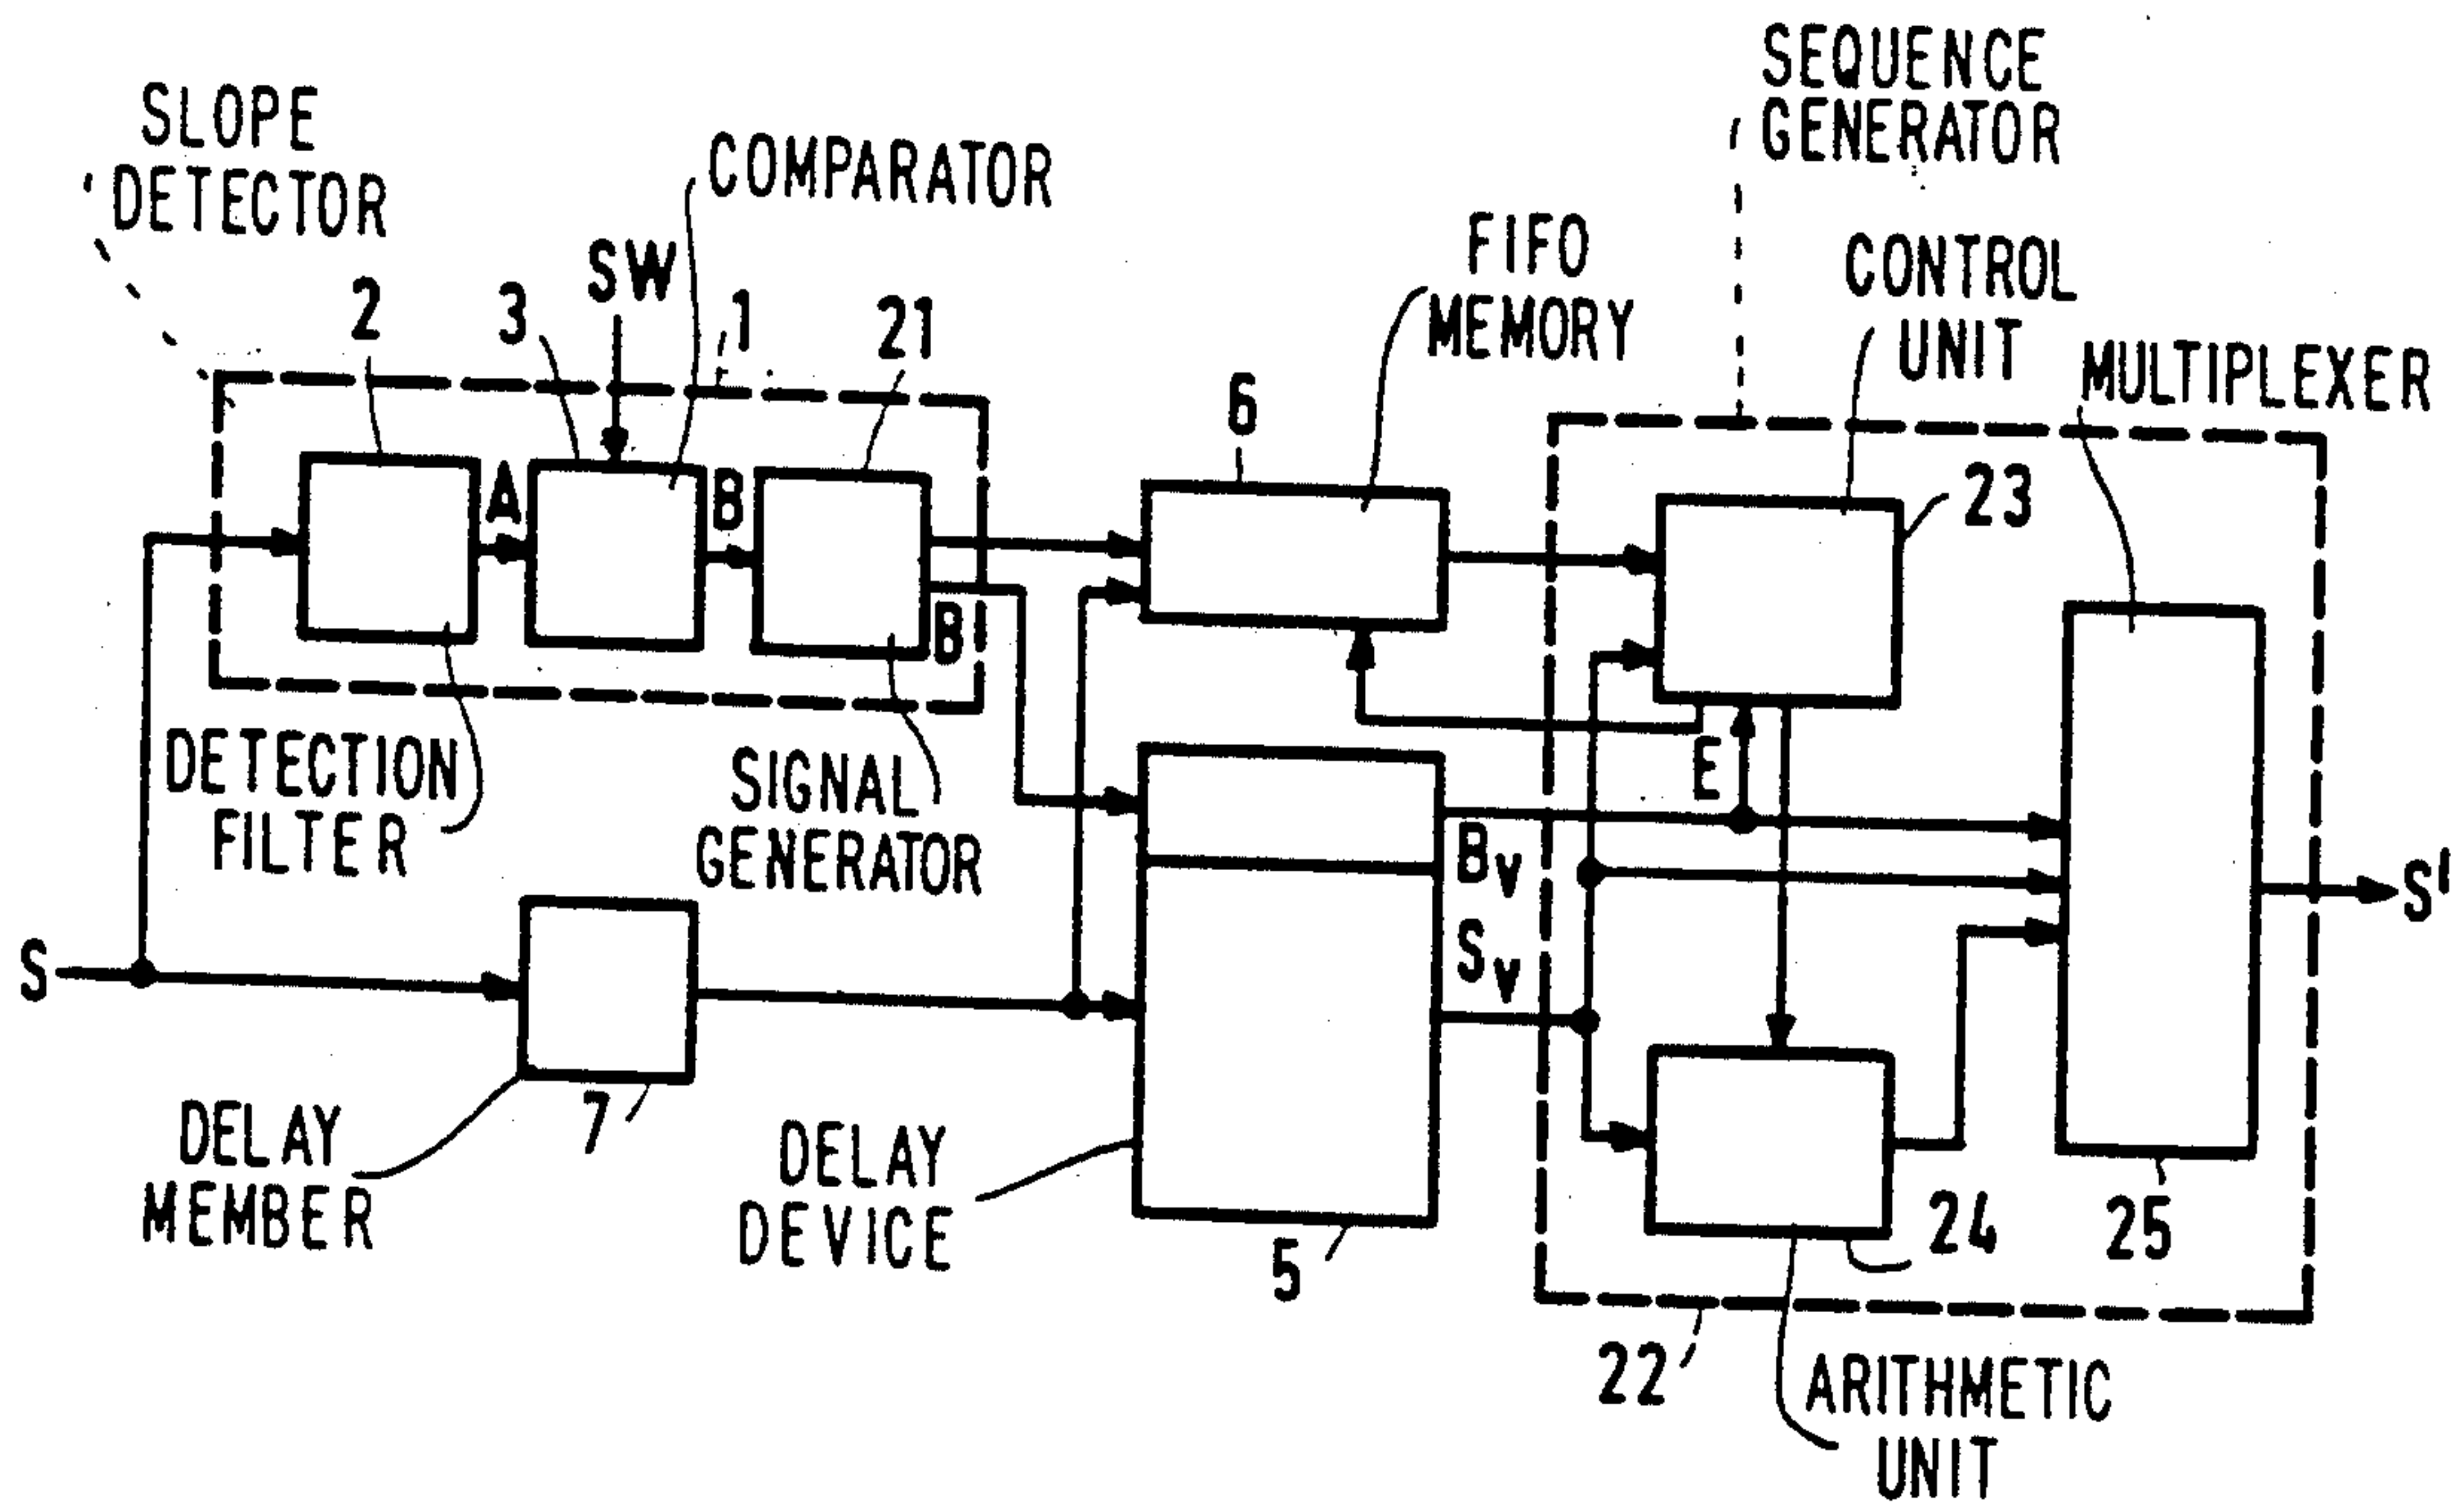 SEQUENCE
GENERATOR
SLOPE
DETECTOR
COMPARATOR
FIFO
MEMORY
CONTROL
UNIT
MULTIPLEXER
SW
2
3
1
21
6
23
A
B
B'
E
DETECTION
FILTER
SIGNAL
GENERATOR
BV
SV
S
S'
7
DELAY
MEMBER
DELAY
DEVICE
5
24
25
22
ARITHMETIC
UNIT